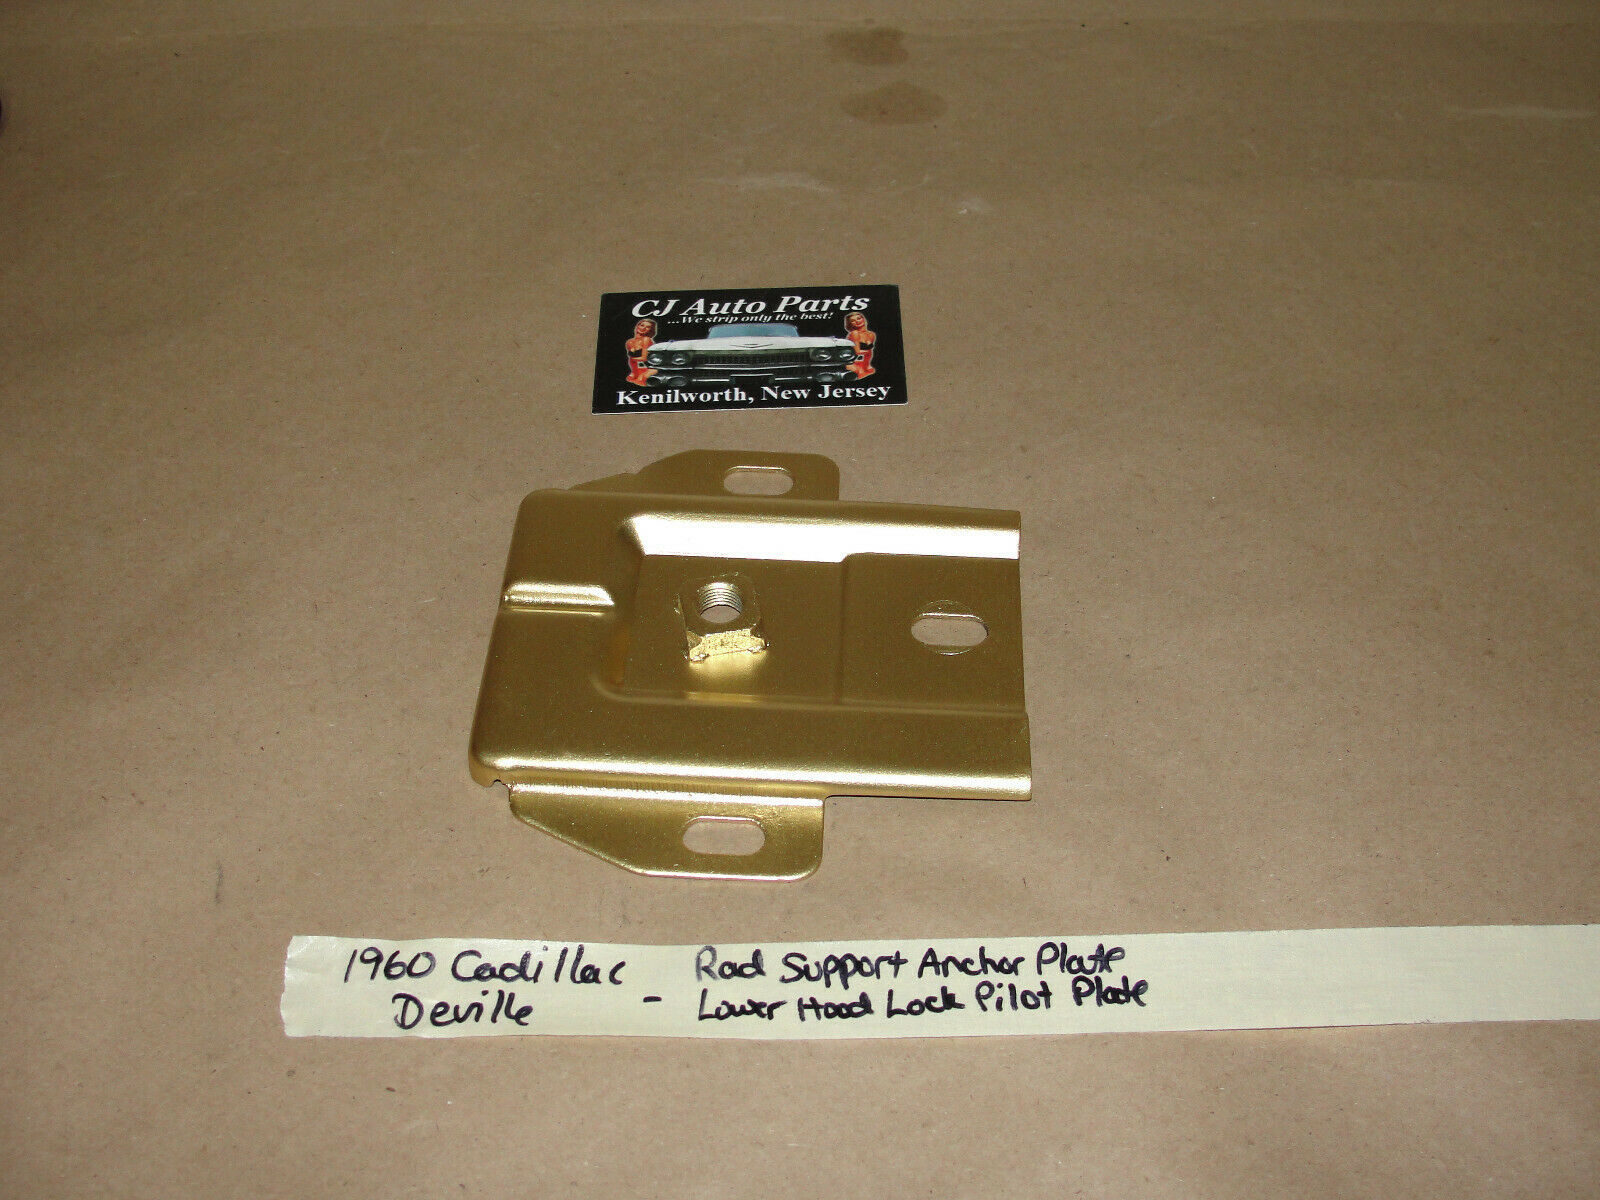 CJ Auto Parts
...We strip only the best!
Kenilworth, New Jersey
1960 Cadillac - Rad Support Anchor Plate
Deville - Lower Hood Lock Pilot Plate